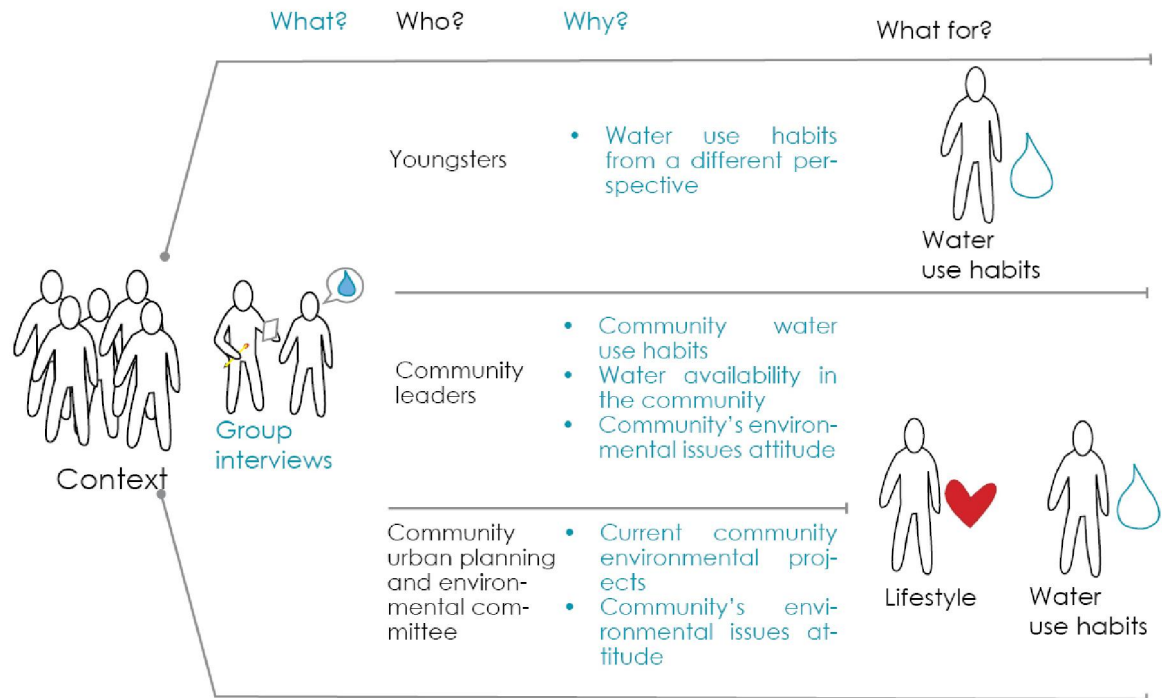 What?
Who?
Why?
What for?
Youngsters
• Water use habits
from a different per-
spective
Water
use habits
Context
Group
interviews
Community
leaders
• Community water
use habits
• Water availability in
the community
• Community's environ-
mental issues attitude
Community
urban planning
and environ-
mental com-
mittee
• Current community
environmental proj-
ects
• Community's envi-
ronmental issues at-
titude
Lifestyle
Water
use habits